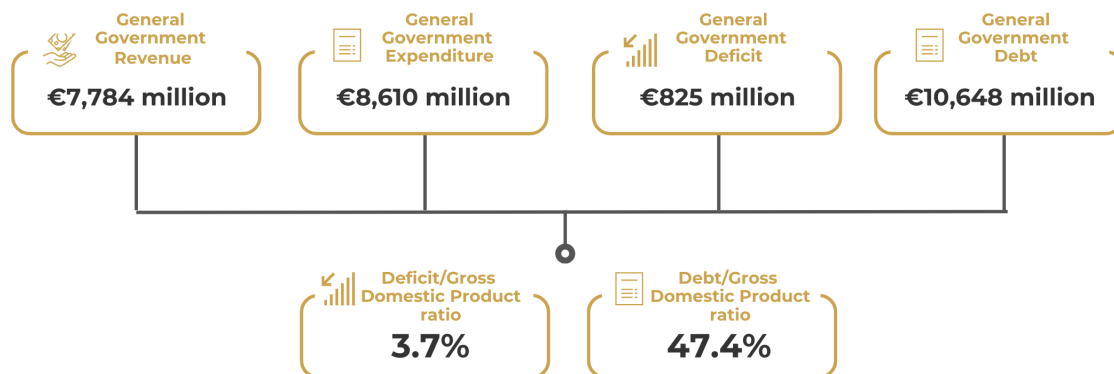 General
Government
Revenue
€7,784 million
General
Government
Expenditure
€8,610 million
General
Government
Deficit
€825 million
General
Government
Debt
€10,648 million
Deficit/Gross
Domestic Product
ratio
3.7%
Debt/Gross
Domestic Product
ratio
47.4%